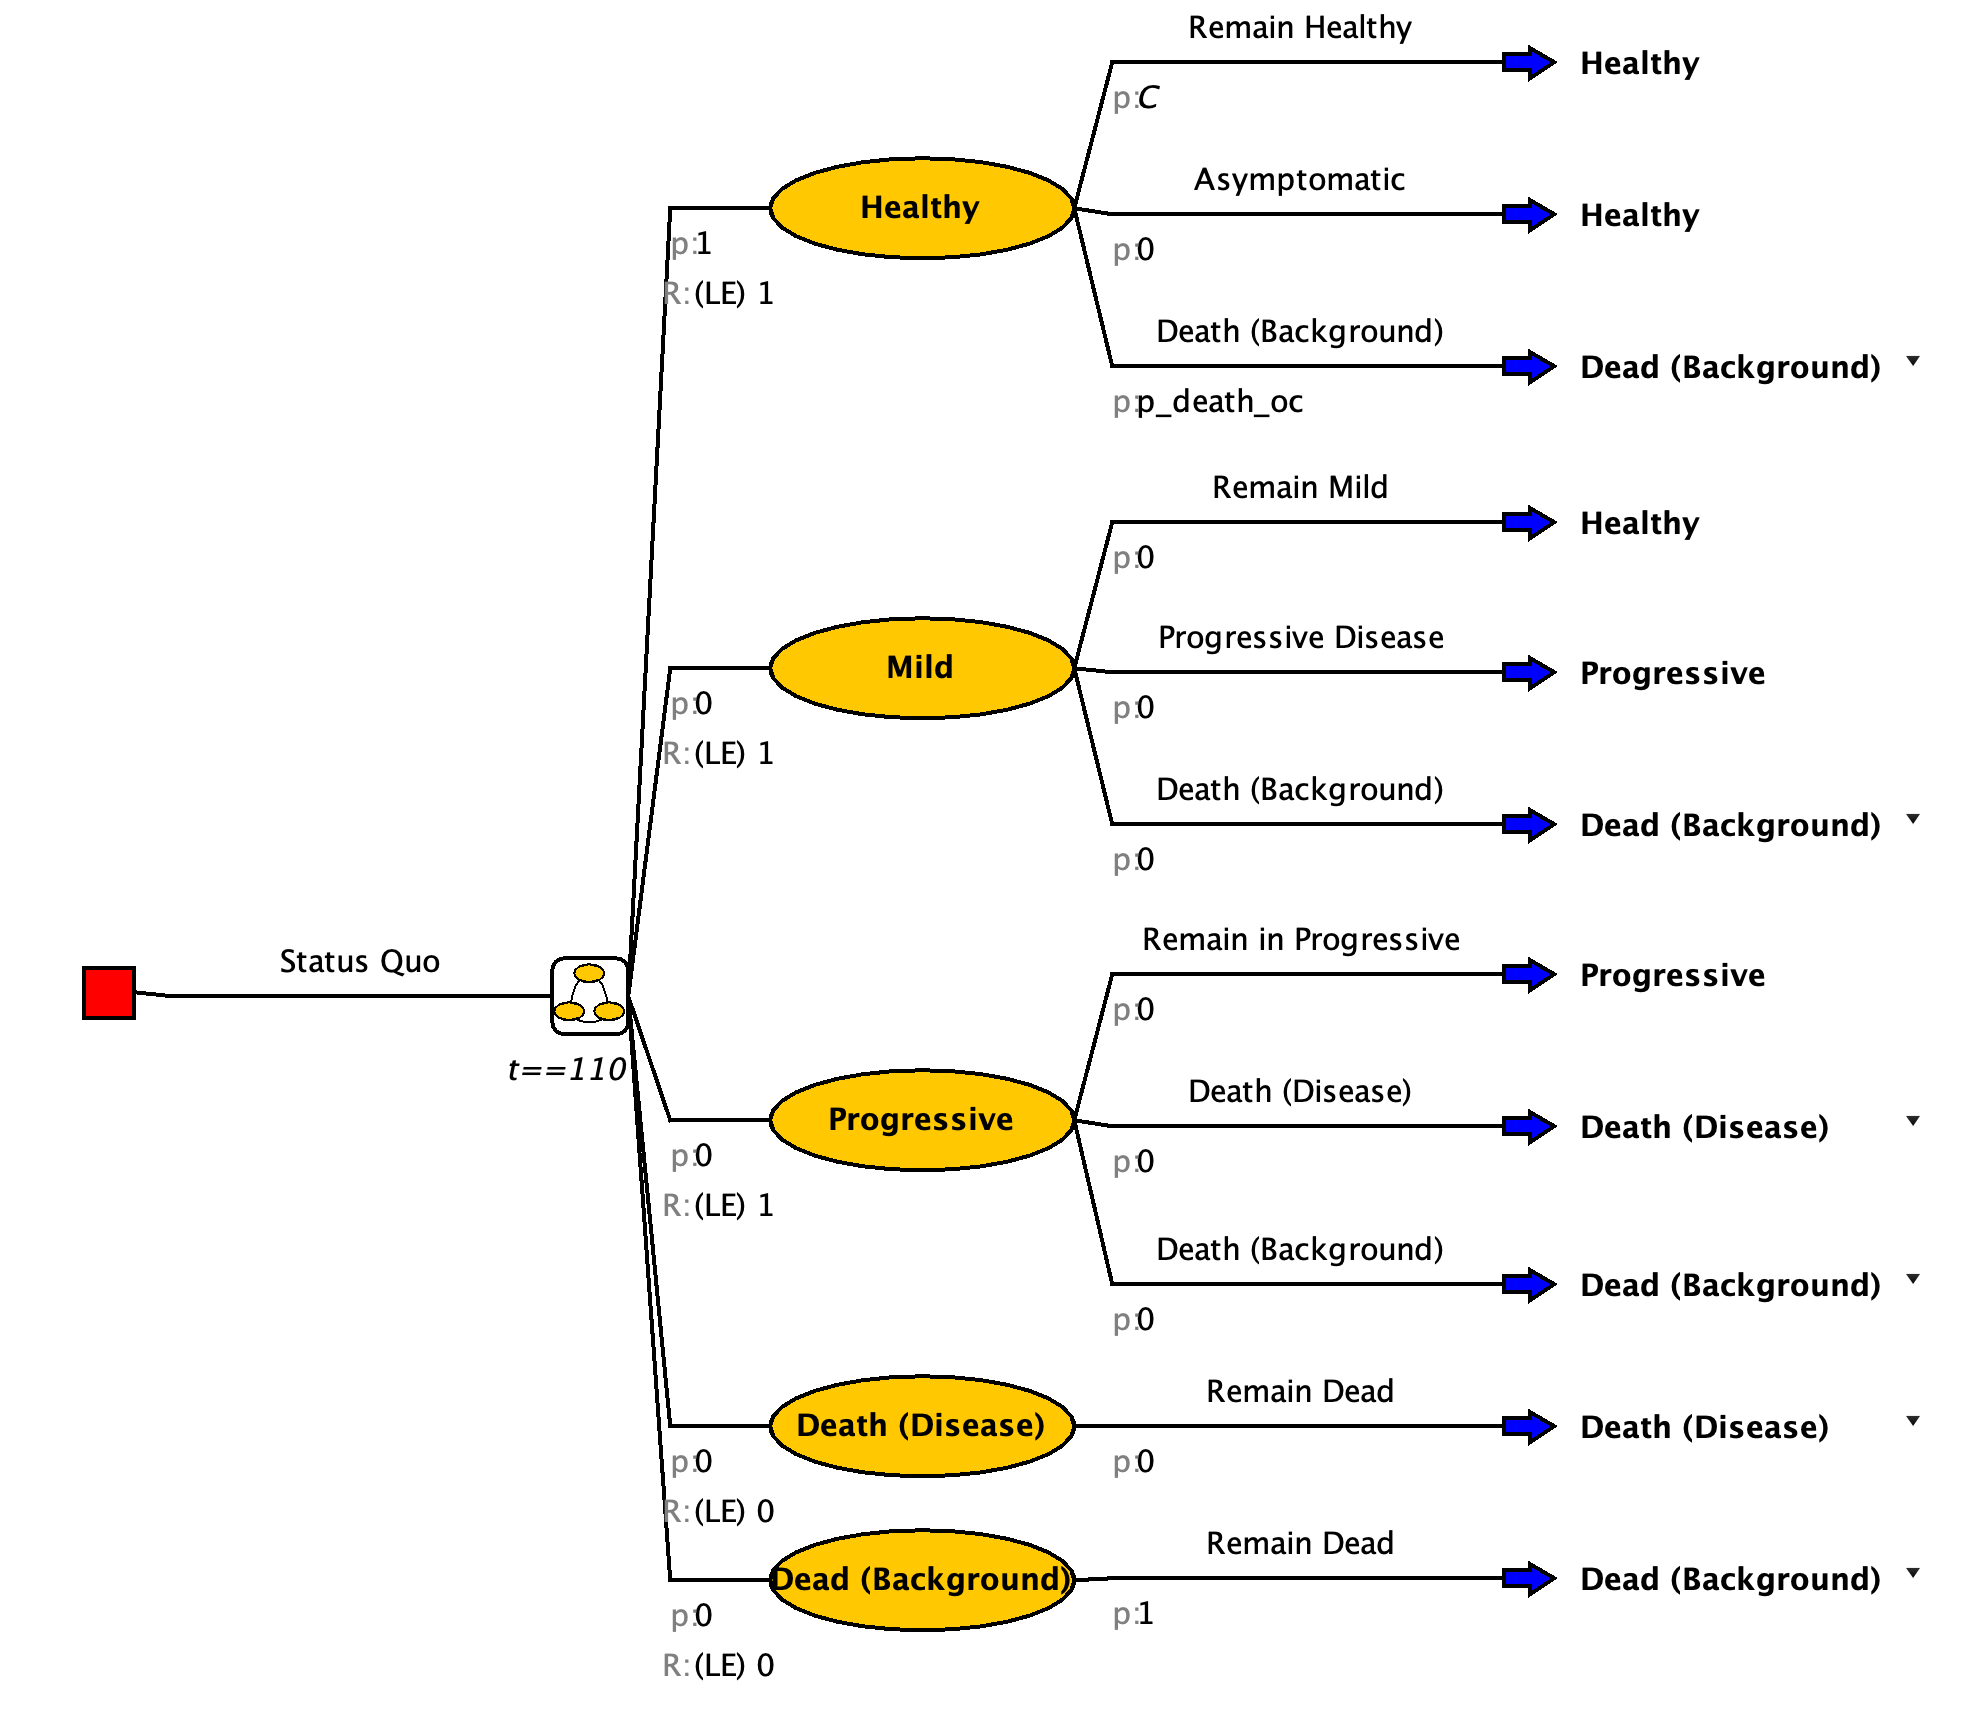 Remain Healthy
Healthy
p:C
Asymptomatic
Healthy
p:0
Death (Background)
Dead (Background)
p:p_death_oc
Healthy
p:1
R:(LE) 1
Remain Mild
Healthy
p:0
Progressive Disease
Progressive
p:0
Death (Background)
Dead (Background)
p:0
Mild
p:0
R:(LE) 1
Status Quo
t==110
Remain in Progressive
Progressive
p:0
Death (Disease)
Death (Disease)
p:0
Death (Background)
Dead (Background)
p:0
Progressive
p:0
R:(LE) 1
Remain Dead
Death (Disease)
Death (Disease)
p:0
p:0
R:(LE) 0
Remain Dead
Dead (Background)
Dead (Background)
p:0
p:1
R:(LE) 0